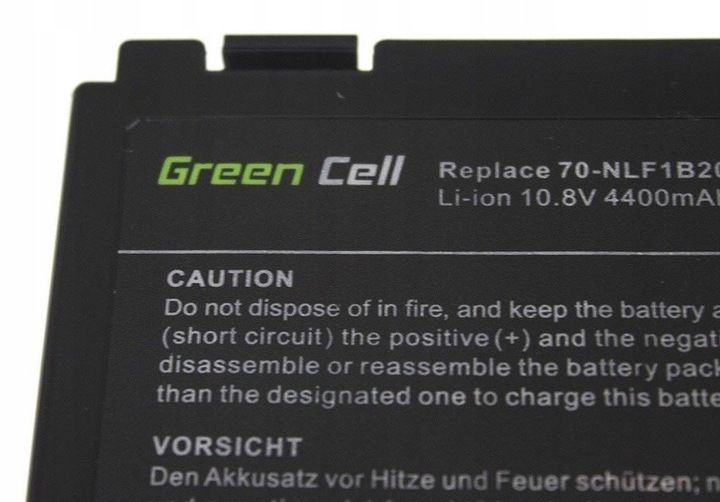 Green Cell
Replace 70-NLF1B20
Li-ion 10.8V 4400mAh
CAUTION
Do not dispose of in fire, and keep the battery a
(short circuit) the positive (+) and the negati
disassemble or reassemble the battery pack
than the designated one to charge this batte
VORSICHT
Den Akkusatz vor Hitze und Feuer schützen; n